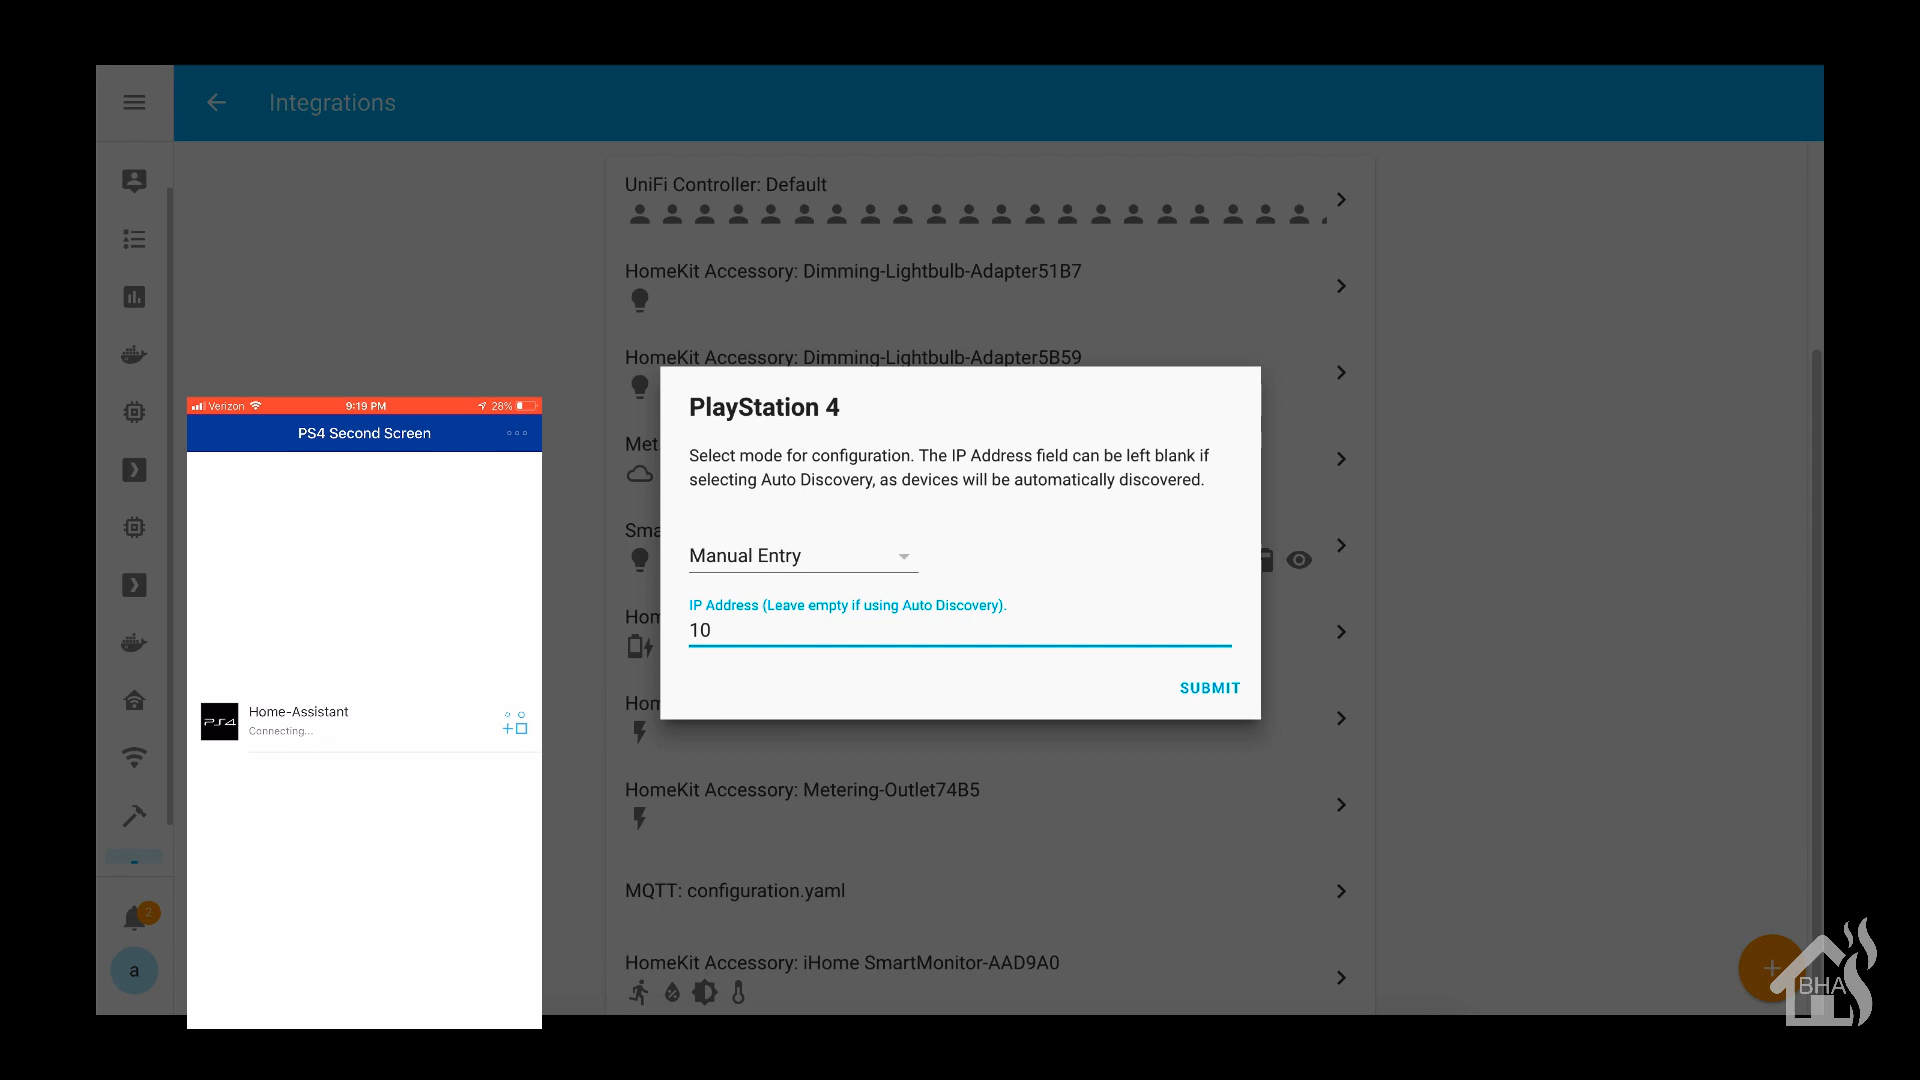 Integrations
UniFi Controller: Default
HomeKit Accessory: Dimming-Lightbulb-Adapter51B7
HomeKit Accessory: Dimming-Lightbulb-Adapter5B59
Met.
Sma
Hom
Hom
HomeKit Accessory: Metering-Outlet74B5
MQTT: configuration.yaml
HomeKit Accessory: iHome SmartMonitor-AAD9A0
PlayStation 4
Select mode for configuration. The IP Address field can be left blank if
selecting Auto Discovery, as devices will be automatically discovered.
Manual Entry
IP Address (Leave empty if using Auto Discovery).
10
SUBMIT
Verizon 9:19 PM 28%
PS4 Second Screen
PS4
Home-Assistant
Connecting...
2
a
BHA